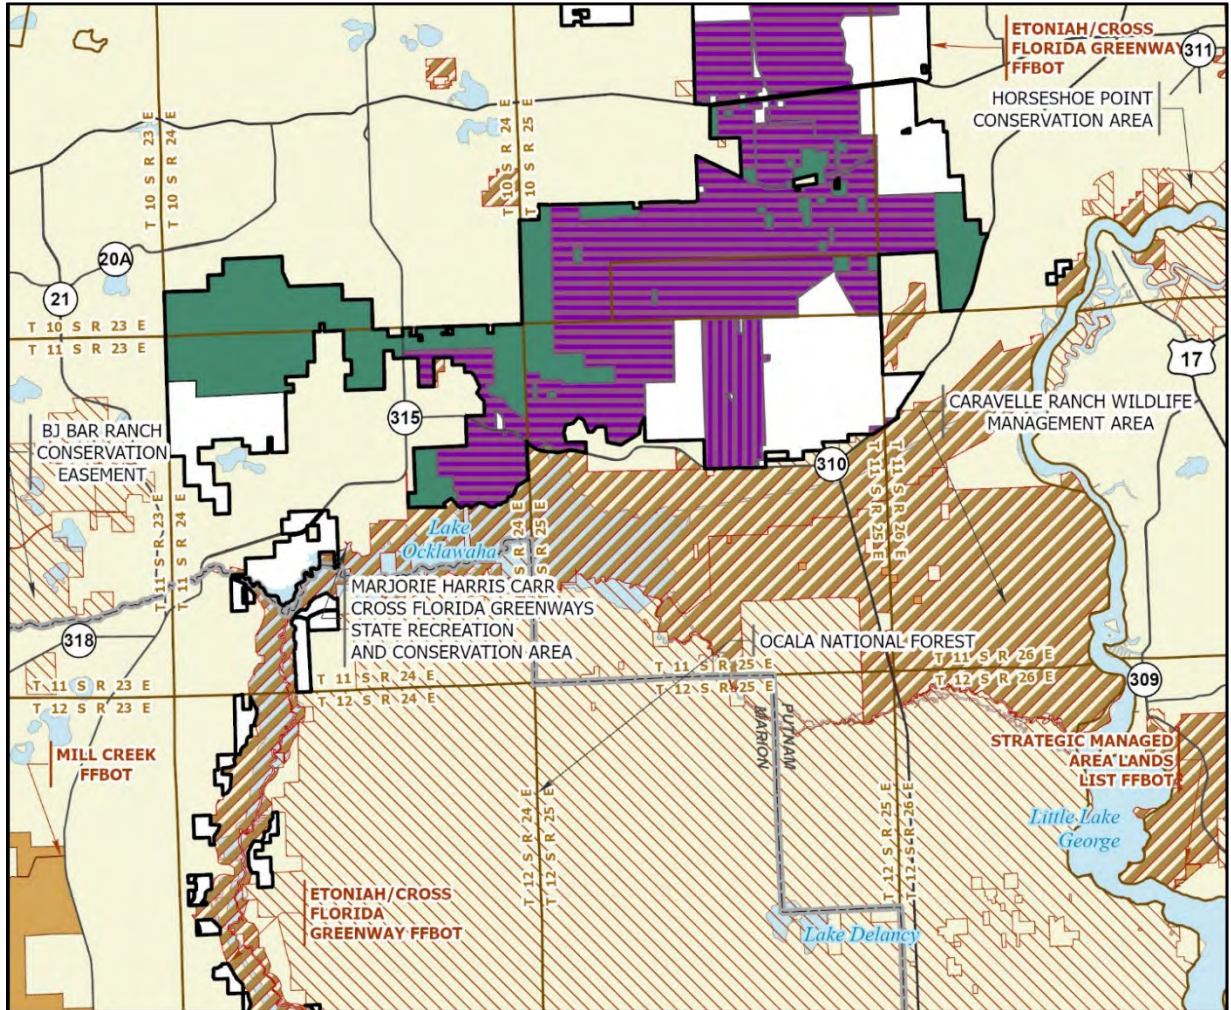 ETONIAH/CROSS
FLORIDA GREENWAY
FFBOT
311
HORSESHOE POINT
CONSERVATION AREA
T 10 S R 23 E
T 10 S R 24 E
T 10 S R 24 E
T 10 S R 25 E
20A
21
T 10 S R 23 E
T 11 S R 23 E
17
315
BJ BAR RANCH
CONSERVATION
EASEMENT
CARAVELLE RANCH WILDLIFE
MANAGEMENT AREA
310
T 11 S R 23 E
T 11 S R 24 E
T 11 S R 24 E
T 11 S R 25 E
T 11 S R 25 E
T 11 S R 26 E
Lake
Ocklawaha
MARJORIE HARRIS CARR
CROSS FLORIDA GREENWAYS
STATE RECREATION
AND CONSERVATION AREA
318
OCALA NATIONAL FOREST
T 11 S R 23 E
T 12 S R 23 E
T 11 S R 24 E
T 12 S R 24 E
T 11 S R 25 E
T 12 S R 25 E
T 11 S R 26 E
T 12 S R 26 E
309
MARION
PUTNAM
MILL CREEK
FFBOT
STRATEGIC MANAGED
AREA LANDS
LIST FFBOT
T 12 S R 24 E
T 12 S R 25 E
T 12 S R 25 E
T 12 S R 26 E
Little Lake
George
ETONIAH/CROSS
FLORIDA
GREENWAY FFBOT
Lake Delancy